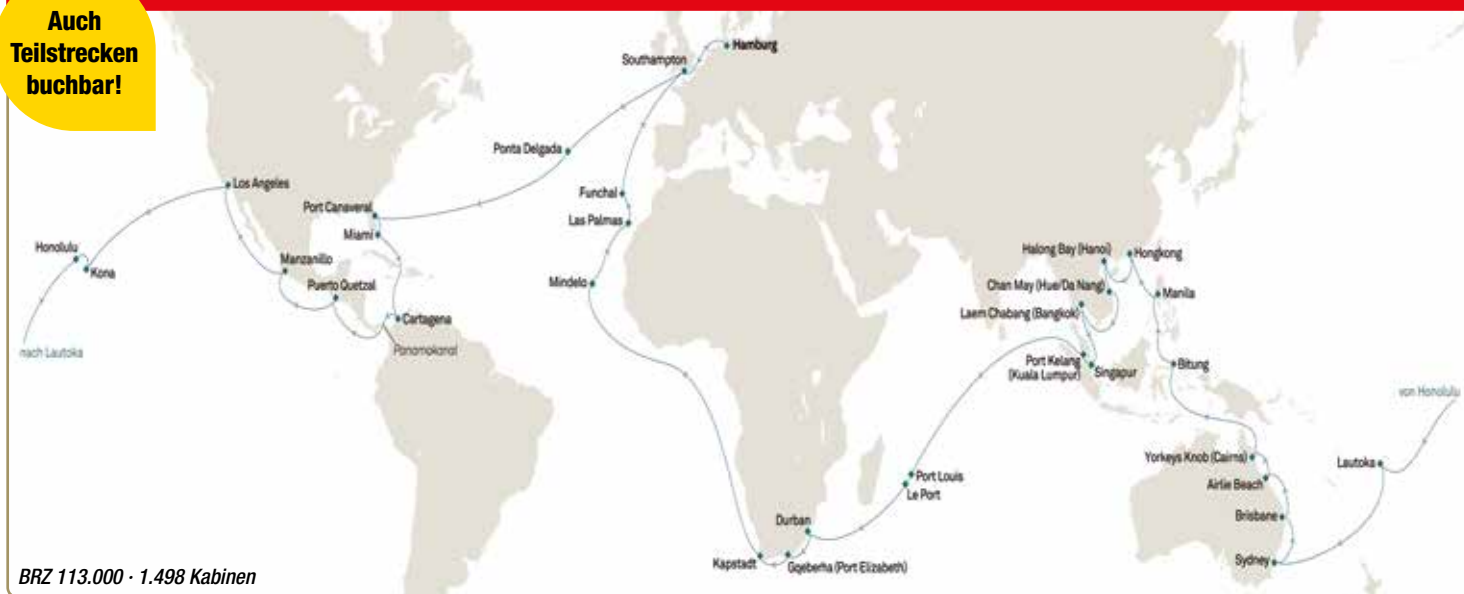 Auch
Teilstrecken
buchbar!
Hamburg
Southampton
Ponta Delgada
Los Angeles
Funchal
Port Canaveral
Las Palmas
Miami
Honolulu
Kona
Manzanillo
Halong Bay (Hanoi)
Hongkong
Puerto Quetzal
Mindelo
Chan May (Hue/Da Nang)
Manila
Laem Chabang (Bangkok)
Cartagena
nach Lautoka
Panamakanal
Port Kelang
(Kuala Lumpur)
Singapur
Bitung
von Honolulu
Yorkeys Knob (Cairns)
Lautoka
Port Louis
Airlie Beach
Le Port
Durban
Brisbane
Sydney
Kapstadt
Gqeberha (Port Elizabeth)
BRZ 113.000 · 1.498 Kabinen